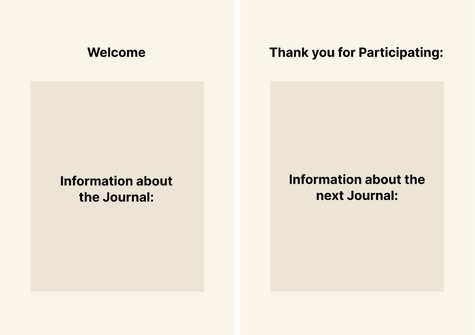 Welcome
Information about
the Journal:
Thank you for Participating:
Information about the
next Journal: